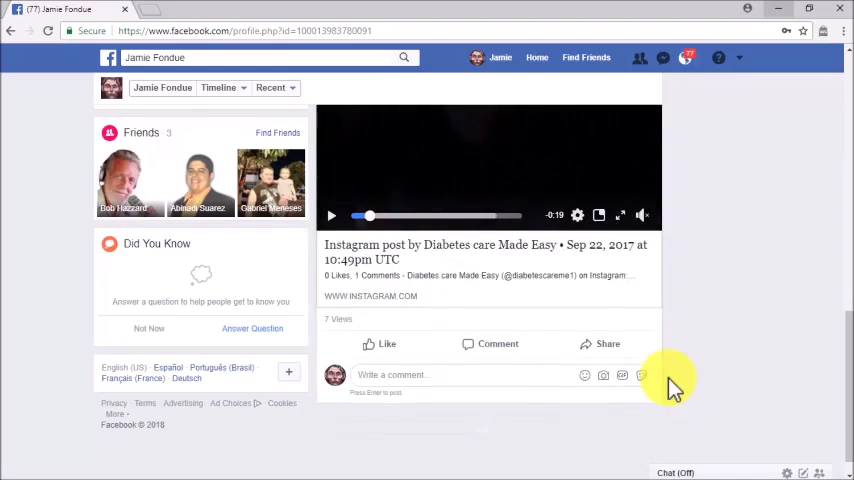 (77) Jamie Fondue
Secure https://www.facebook.com/profile.php?id=100013983780091
Jamie Fondue
Jamie Home Find Friends 77
Jamie Fondue Timeline Recent
Friends · 3 Find Friends
Bob Hazzard Abinadi Suarez Gabriel Meneses
-0:19
Instagram post by Diabetes care Made Easy • Sep 22, 2017 at
10:49pm UTC
0 Likes, 1 Comments - Diabetes care Made Easy (@diabetescareme1) on Instagram:...
WWW.INSTAGRAM.COM
7 Views
Like Comment Share
Write a comment..
GIF
Press Enter to post.
Did You Know
Answer a question to help people get to know you
Not Now Answer Question
English (US) · Español · Português (Brasil) ·
Français (France) · Deutsch
Privacy · Terms · Advertising · Ad Choices · Cookies ·
More
Facebook © 2018
Chat (Off)